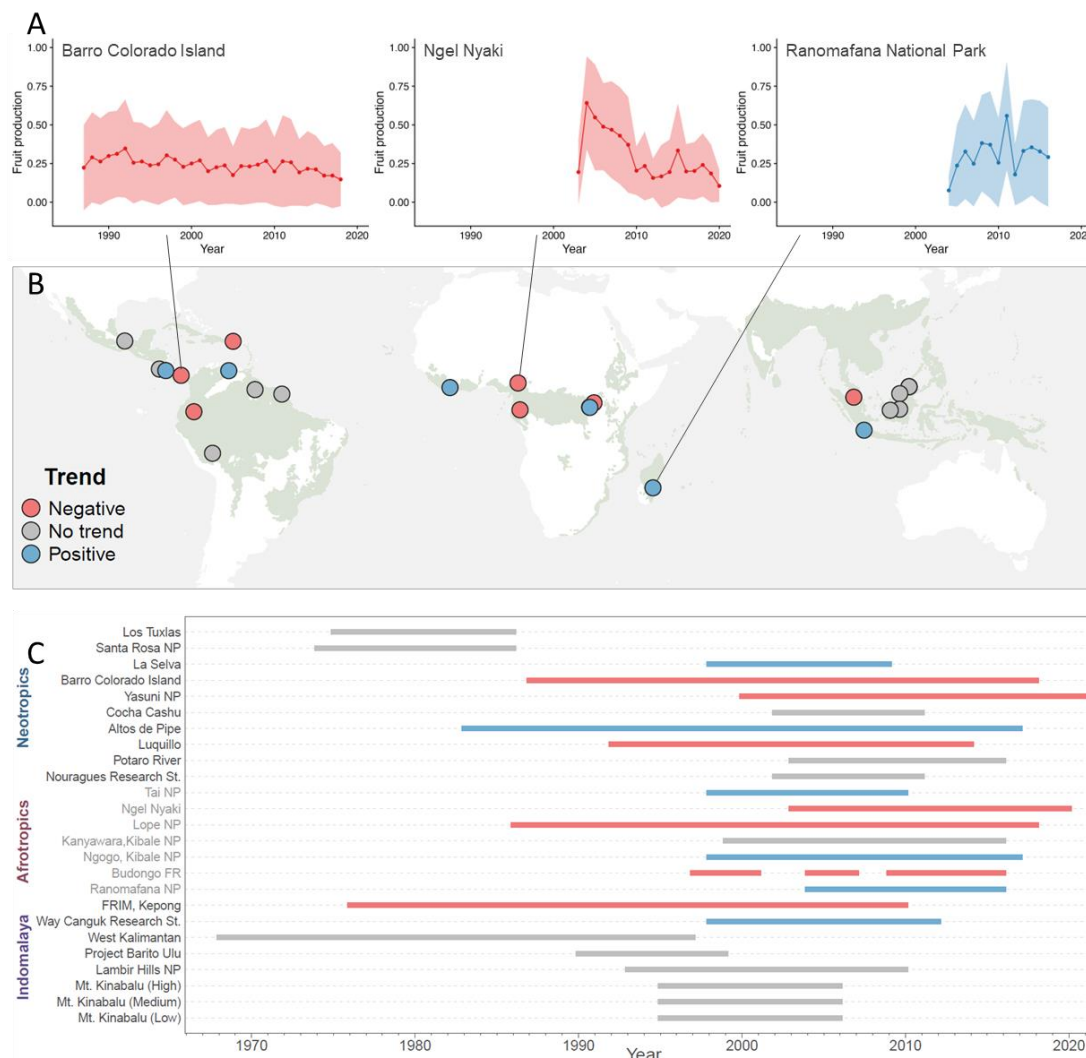 A
Barro Colorado Island
1.00
0.75
0.50
0.25
0.00
Fruit production
1990
2000
2010
2020
Year
Ngel Nyaki
1.00
0.75
0.50
0.25
0.00
Fruit production
1990
2000
2010
2020
Year
Ranomafana National Park
1.00
0.75
0.50
0.25
0.00
Fruit production
1990
2000
2010
Year
B
Trend
Negative
No trend
Positive
C
Neotropics
Los Tuxlas
Santa Rosa NP
La Selva
Barro Colorado Island
Yasuni NP
Cocha Cashu
Altos de Pipe
Luquillo
Potaro River
Nouragues Research St.
Afrotropics
Tai NP
Ngel Nyaki
Lope NP
Kanyawara,Kibale NP
Ngogo, Kibale NP
Budongo FR
Ranomafana NP
Indomalaya
FRIM, Kepong
Way Canguk Research St.
West Kalimantan
Project Barito Ulu
Lambir Hills NP
Mt. Kinabalu (High)
Mt. Kinabalu (Medium)
Mt. Kinabalu (Low)
1970
1980
1990
2000
2010
2020
Year